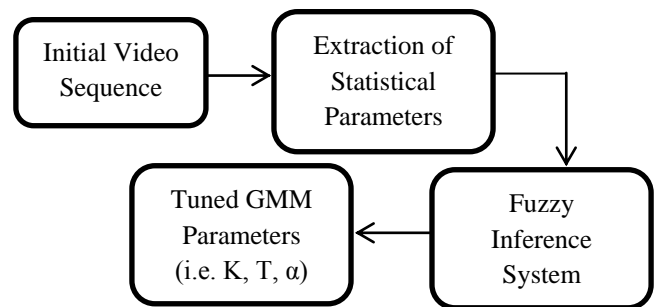 Initial Video
Sequence
Extraction of
Statistical
Parameters
Fuzzy
Inference
System
Tuned GMM
Parameters
(i.e. K, T, α)